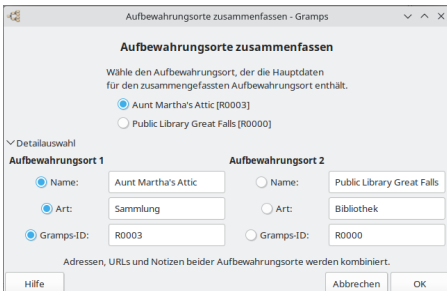 Aufbewahrungsorte zusammenfassen - Gramps
Aufbewahrungsorte zusammenfassen
Wähle den Aufbewahrungsort, der die Hauptdaten
für den zusammengefassten Aufbewahrungsort enthält.
Aunt Martha's Attic [R0003]
Public Library Great Falls [R0000]
Detailauswahl
Aufbewahrungsort 1 Aufbewahrungsort 2
Name: Aunt Martha's Attic Name: Public Library Great Falls
Art: Sammlung Art: Bibliothek
Gramps-ID: R0003 Gramps-ID: R0000
Adressen, URLs und Notizen beider Aufbewahrungsorte werden kombiniert.
Hilfe Abbrechen OK